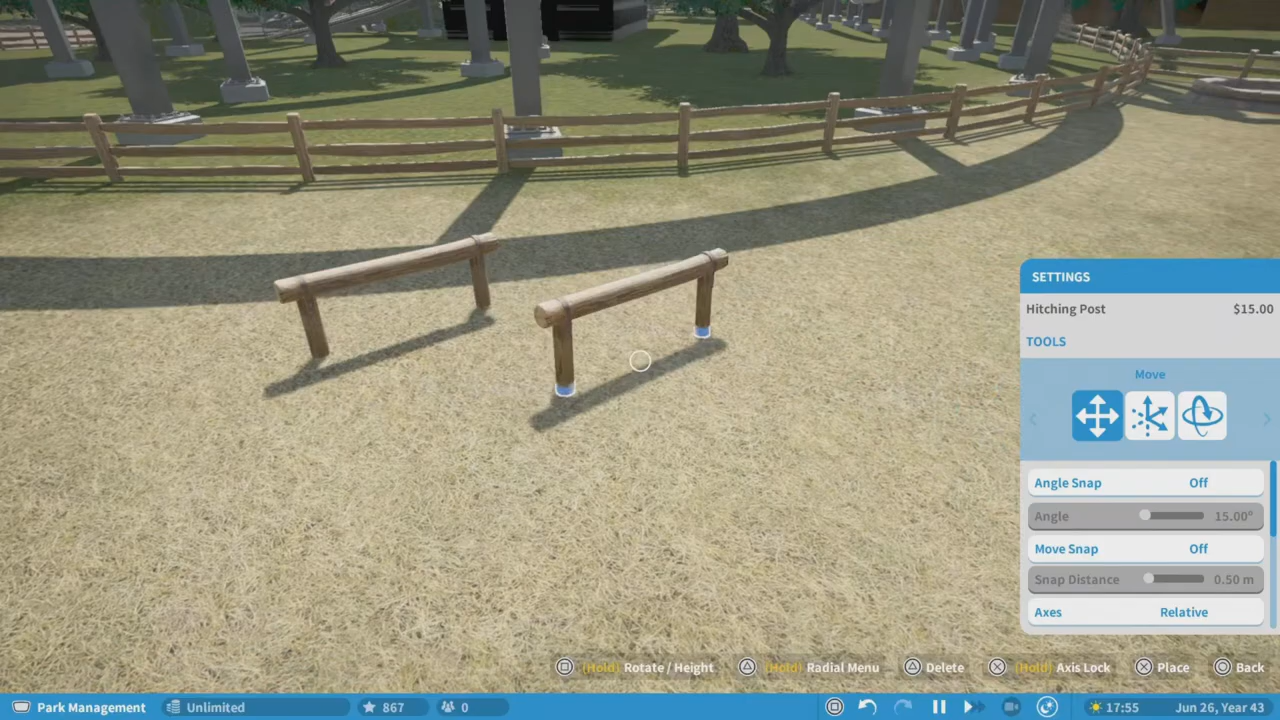 SETTINGS
Hitching Post $15.00
TOOLS
Move
Angle Snap Off
Angle 15.00°
Move Snap Off
Snap Distance 0.50 m
Axes Relative
(Hold) Rotate / Height (Hold) Radial Menu Delete (Hold) Axis Lock Place Back
Park Management Unlimited 867 0 17:55 Jun 26, Year 43